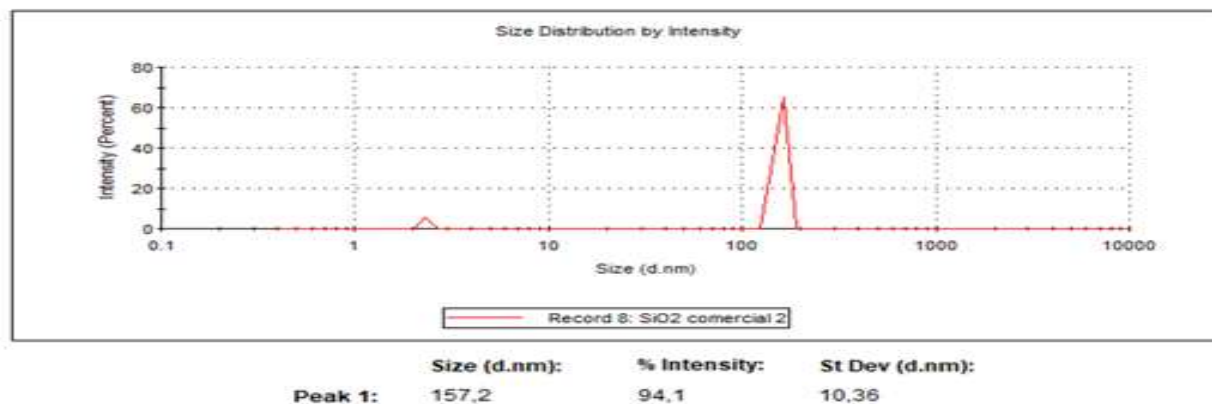 Size Distribution by Intensity
Intensity (Percent)
80
60
40
20
0
0.1 1 10 100 1000 10000
Size (d.nm)
Record 8: SiO2 comercial 2
Size (d.nm): % Intensity: St Dev (d.nm):
Peak 1: 157,2 94,1 10,36